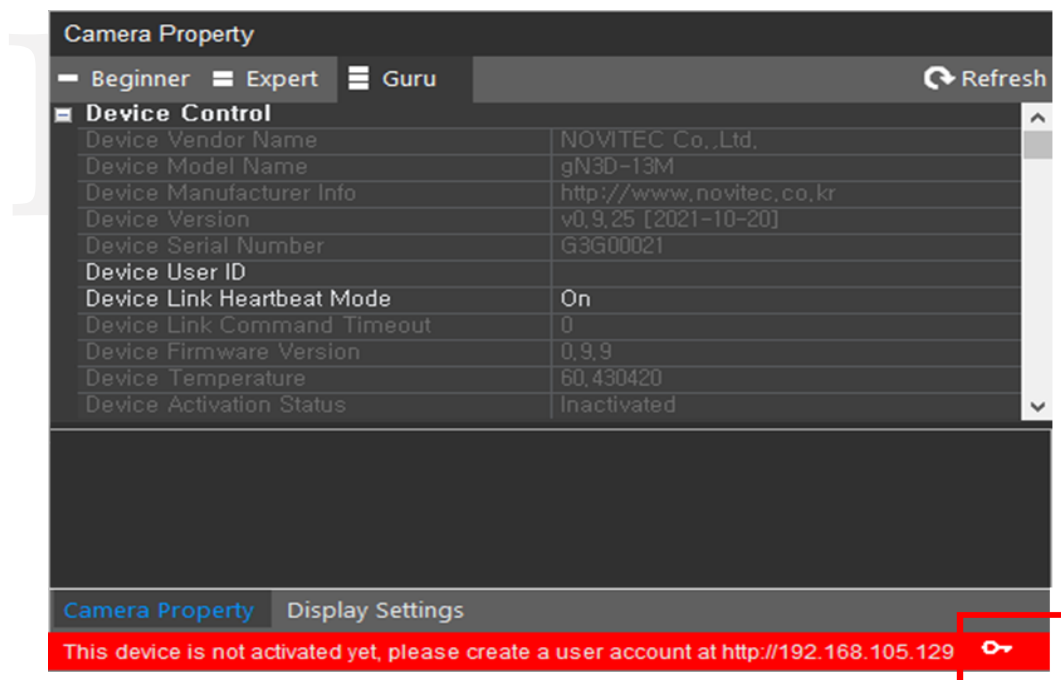 Camera Property
Beginner Expert Guru Refresh
Device Control
Device Vendor Name NOVITEC Co.,Ltd.
Device Model Name gN3D-13M
Device Manufacturer Info http://www.novitec.co.kr
Device Version v0.9.25 [2021-10-20]
Device Serial Number G3G00021
Device User ID
Device Link Heartbeat Mode On
Device Link Command Timeout 0
Device Firmware Version 0.9.9
Device Temperature 60.430420
Device Activation Status Inactivated
Camera Property Display Settings
This device is not activated yet, please create a user account at http://192.168.105.129